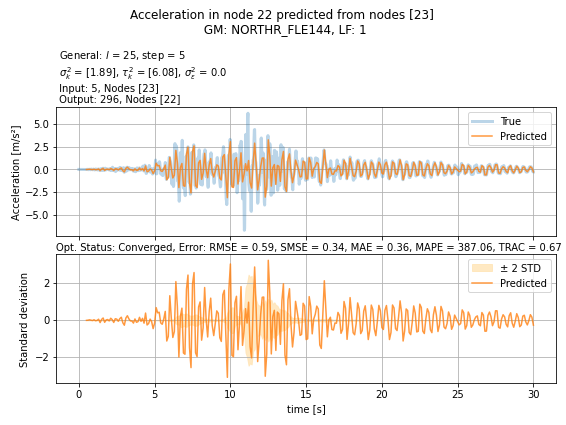 Acceleration in node 22 predicted from nodes [23]
GM: NORTHR_FLE144, LF: 1
General: l = 25, step = 5
σ²ₖ = [1.89], τ²ₖ = [6.08], σ²ε = 0.0
Input: 5, Nodes [23]
Output: 296, Nodes [22]
Acceleration [m/s²]
5.0
2.5
0.0
−2.5
−5.0
True
Predicted
Opt. Status: Converged, Error: RMSE = 0.59, SMSE = 0.34, MAE = 0.36, MAPE = 387.06, TRAC = 0.67
Standard deviation
2
0
−2
± 2 STD
Predicted
0 5 10 15 20 25 30
time [s]